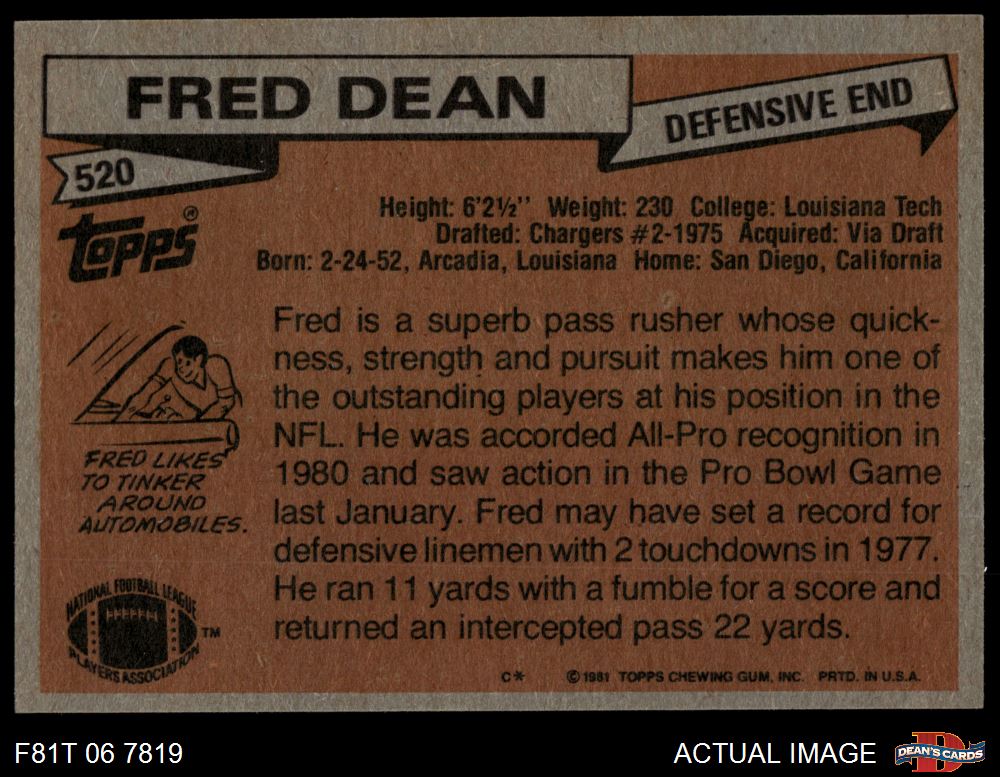 FRED DEAN
DEFENSIVE END
520
topps®
Height: 6'2½'' Weight: 230 College: Louisiana Tech
Drafted: Chargers #2-1975 Acquired: Via Draft
Born: 2-24-52, Arcadia, Louisiana Home: San Diego, California
Fred is a superb pass rusher whose quick-
ness, strength and pursuit makes him one of
the outstanding players at his position in the
NFL. He was accorded All-Pro recognition in
1980 and saw action in the Pro Bowl Game
last January. Fred may have set a record for
defensive linemen with 2 touchdowns in 1977.
He ran 11 yards with a fumble for a score and
returned an intercepted pass 22 yards.
FRED LIKES
TO TINKER
AROUND
AUTOMOBILES.
NATIONAL FOOTBALL LEAGUE
PLAYERS ASSOCIATION
TM
C* ©1981 TOPPS CHEWING GUM, INC. PRTD. IN U.S.A.
F81T 06 7819
ACTUAL IMAGE
D
DEAN'S CARDS